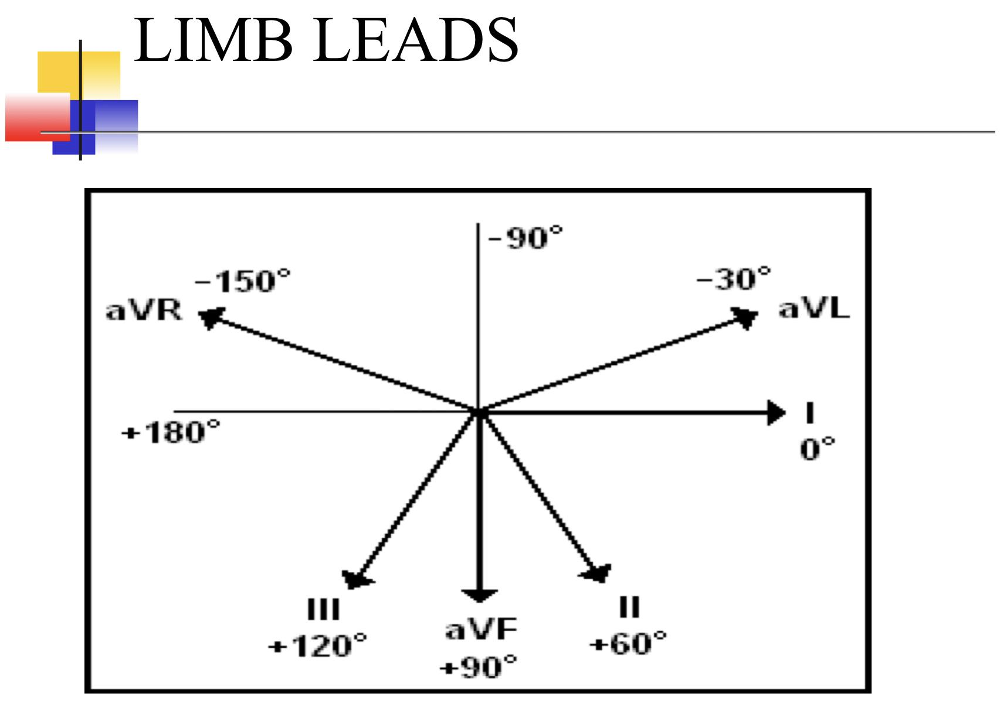 LIMB LEADS
-90°
-150°
-30°
aVR
aVL
I
+180°
0°
III
II
aVF
+120°
+60°
+90°